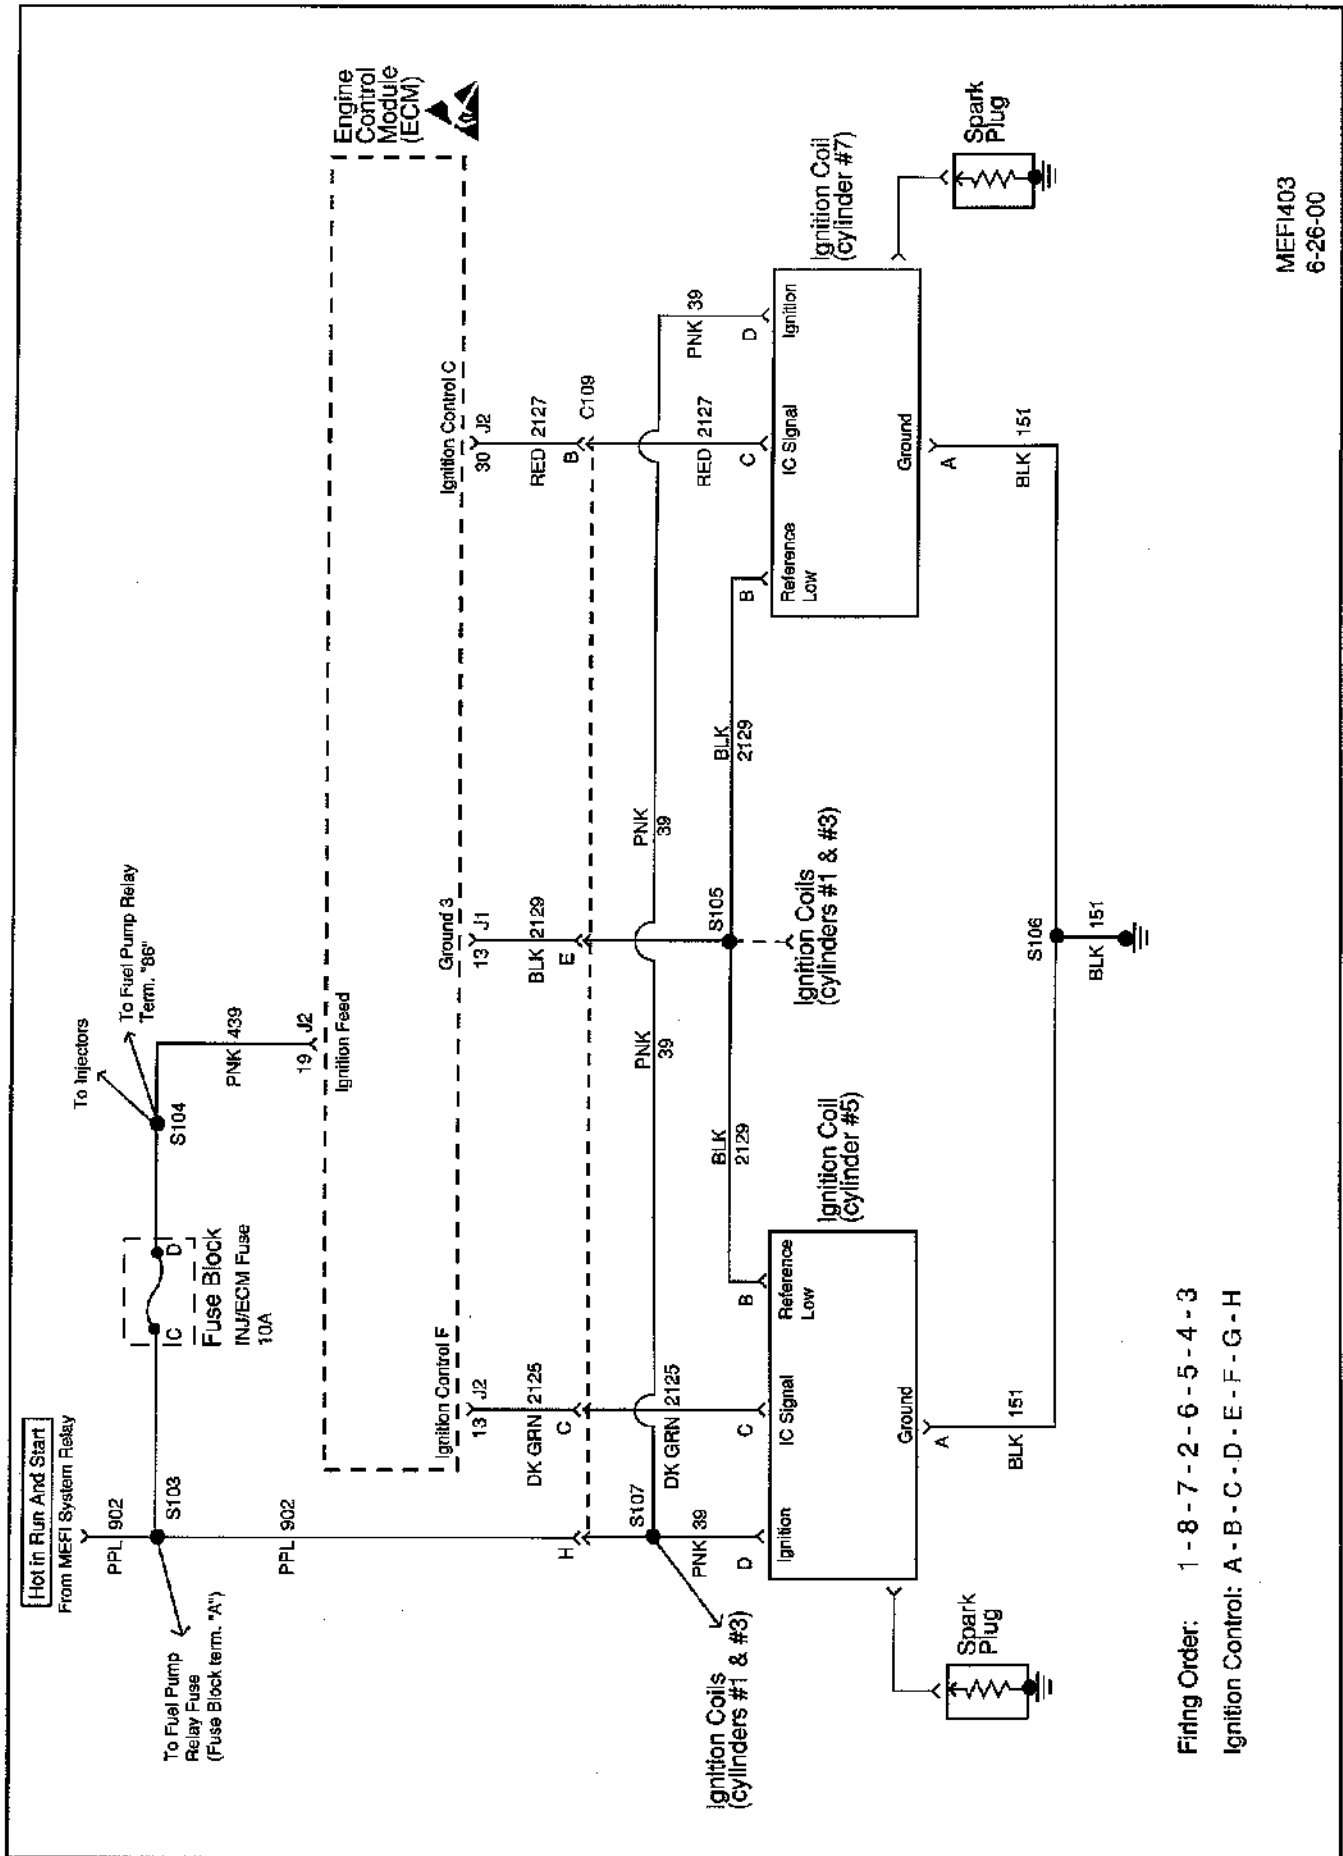 Hot in Run And Start
From MEFI System Relay
PPL 902
S103
To Fuel Pump
Relay Fuse
(Fuse Block term. "A")
PPL 902
C
D
Fuse Block
INJ/ECM Fuse
10A
S104
To Injectors
To Fuel Pump Relay
Term. "86"
PNK 439
19 J2
Ignition Feed
Engine
Control
Module
(ECM)
Ignition Control F
Ground 3
Ignition Control C
13 J2
13 J1
30 J2
DK GRN 2125
BLK 2129
RED 2127
H
C
E
B
C109
S107
PNK 39
DK GRN 2125
PNK
39
PNK
39
RED 2127
PNK 39
Ignition Coils
(cylinders #1 & #3)
BLK
2129
S105
BLK
2129
Ignition Coils
(cylinders #1 & #3)
D
C
B
Ignition
IC Signal
Reference
Low
Ground
Ignition Coil
(cylinder #5)
B
C
D
Reference
Low
IC Signal
Ignition
Ground
Ignition Coil
(cylinder #7)
A
BLK 151
A
BLK 151
S106
BLK 151
Spark
Plug
Spark
Plug
Firing Order: 1 - 8 - 7 - 2 - 6 - 5 - 4 - 3
Ignition Control: A - B - C - D - E - F - G - H
MEFI403
6-26-00